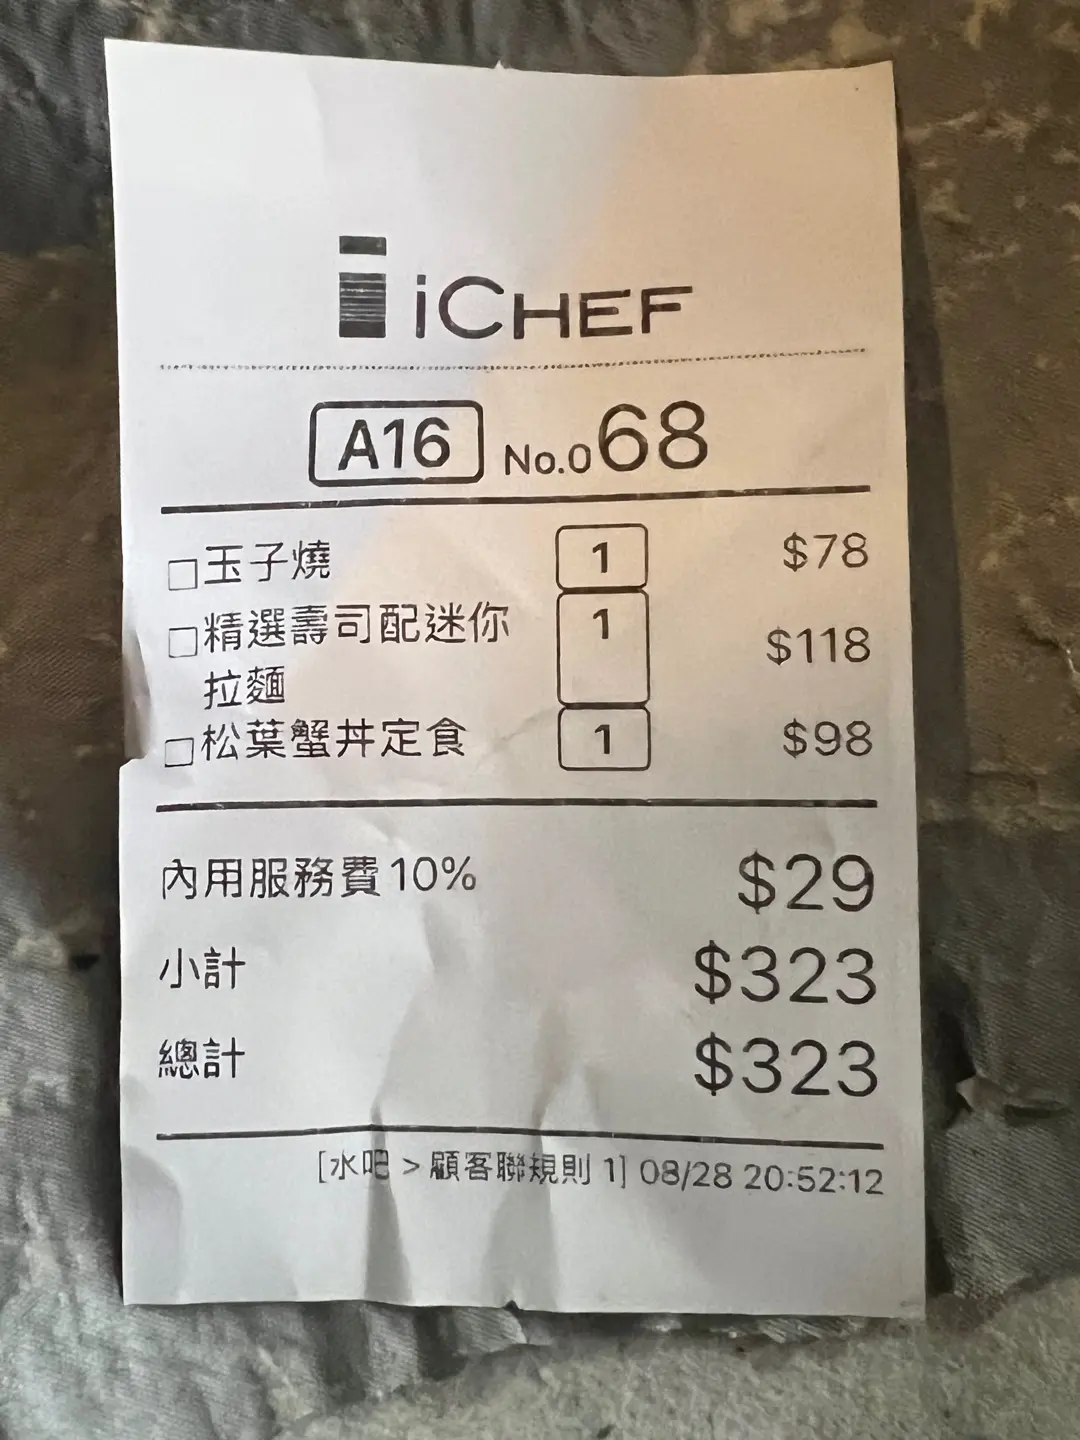 iCHEF
A16 No.068
玉子燒 1 $78
精選壽司配迷你 1 $118
拉麵
松葉蟹丼定食 1 $98
內用服務費10% $29
小計 $323
總計 $323
[水吧 > 顧客聯規則 1] 08/28 20:52:12